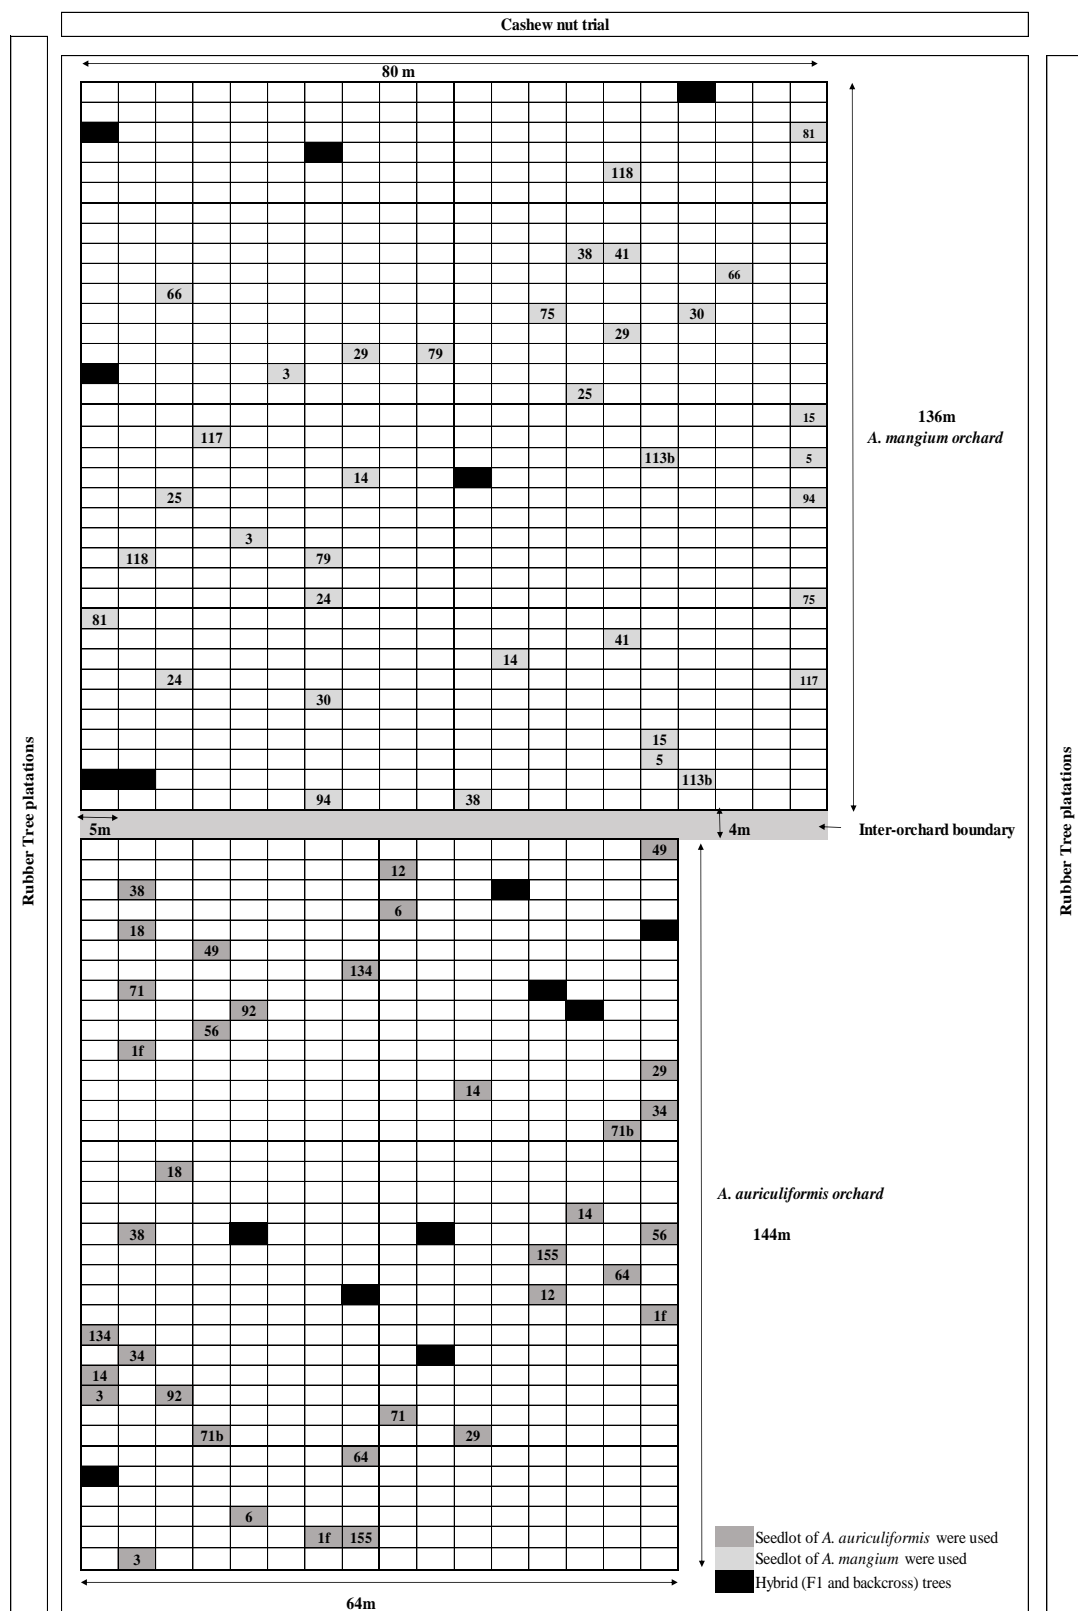 Cashew nut trial
80 m
81
118
38 41
66
66
75 30
29
29 79
3
25
15
117
113b 5
14
25 94
3
118 79
24 75
81
41
14
24 117
30
15
5
113b
94 38
136m
A. mangium orchard
Rubber Tree platations
Rubber Tree platations
5m 4m Inter-orchard boundary
49
12
38
6
18
49
134
71
92
56
1f
29
14
34
71b
18
14
38 56
155
64
12
1f
134
34
14
3 92
71
71b 29
64
6
1f 155
3
A. auriculiformis orchard
144m
Seedlot of A. auriculiformis were used
Seedlot of A. mangium were used
Hybrid (F1 and backcross) trees
64m